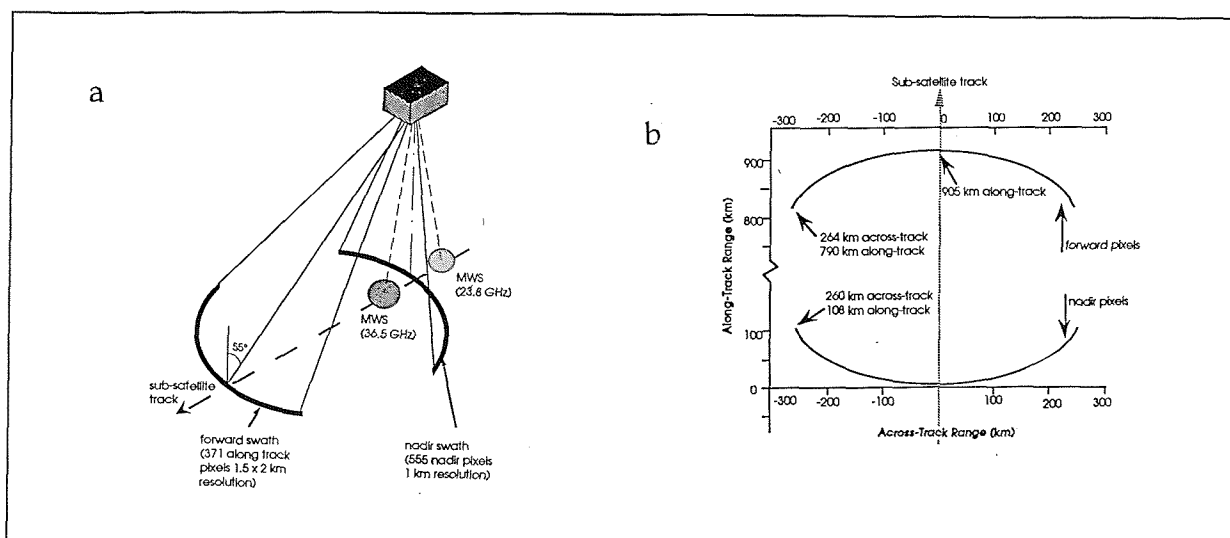 a
MWS
(23.8 GHz)
MWS
(36.5 GHz)
55°
sub-satellite
track
forward swath
(371 along track
pixels 1.5 x 2 km
resolution)
nadir swath
(555 nadir pixels
1 km resolution)
b
Sub-satellite track
-300 -200 -100 0 100 200 300
900
800
100
0
Along-Track Range (km)
905 km along-track
264 km across-track
790 km along-track
forward pixels
260 km across-track
108 km along-track
nadir pixels
-300 -200 -100 0 100 200 300
Across-Track Range (km)